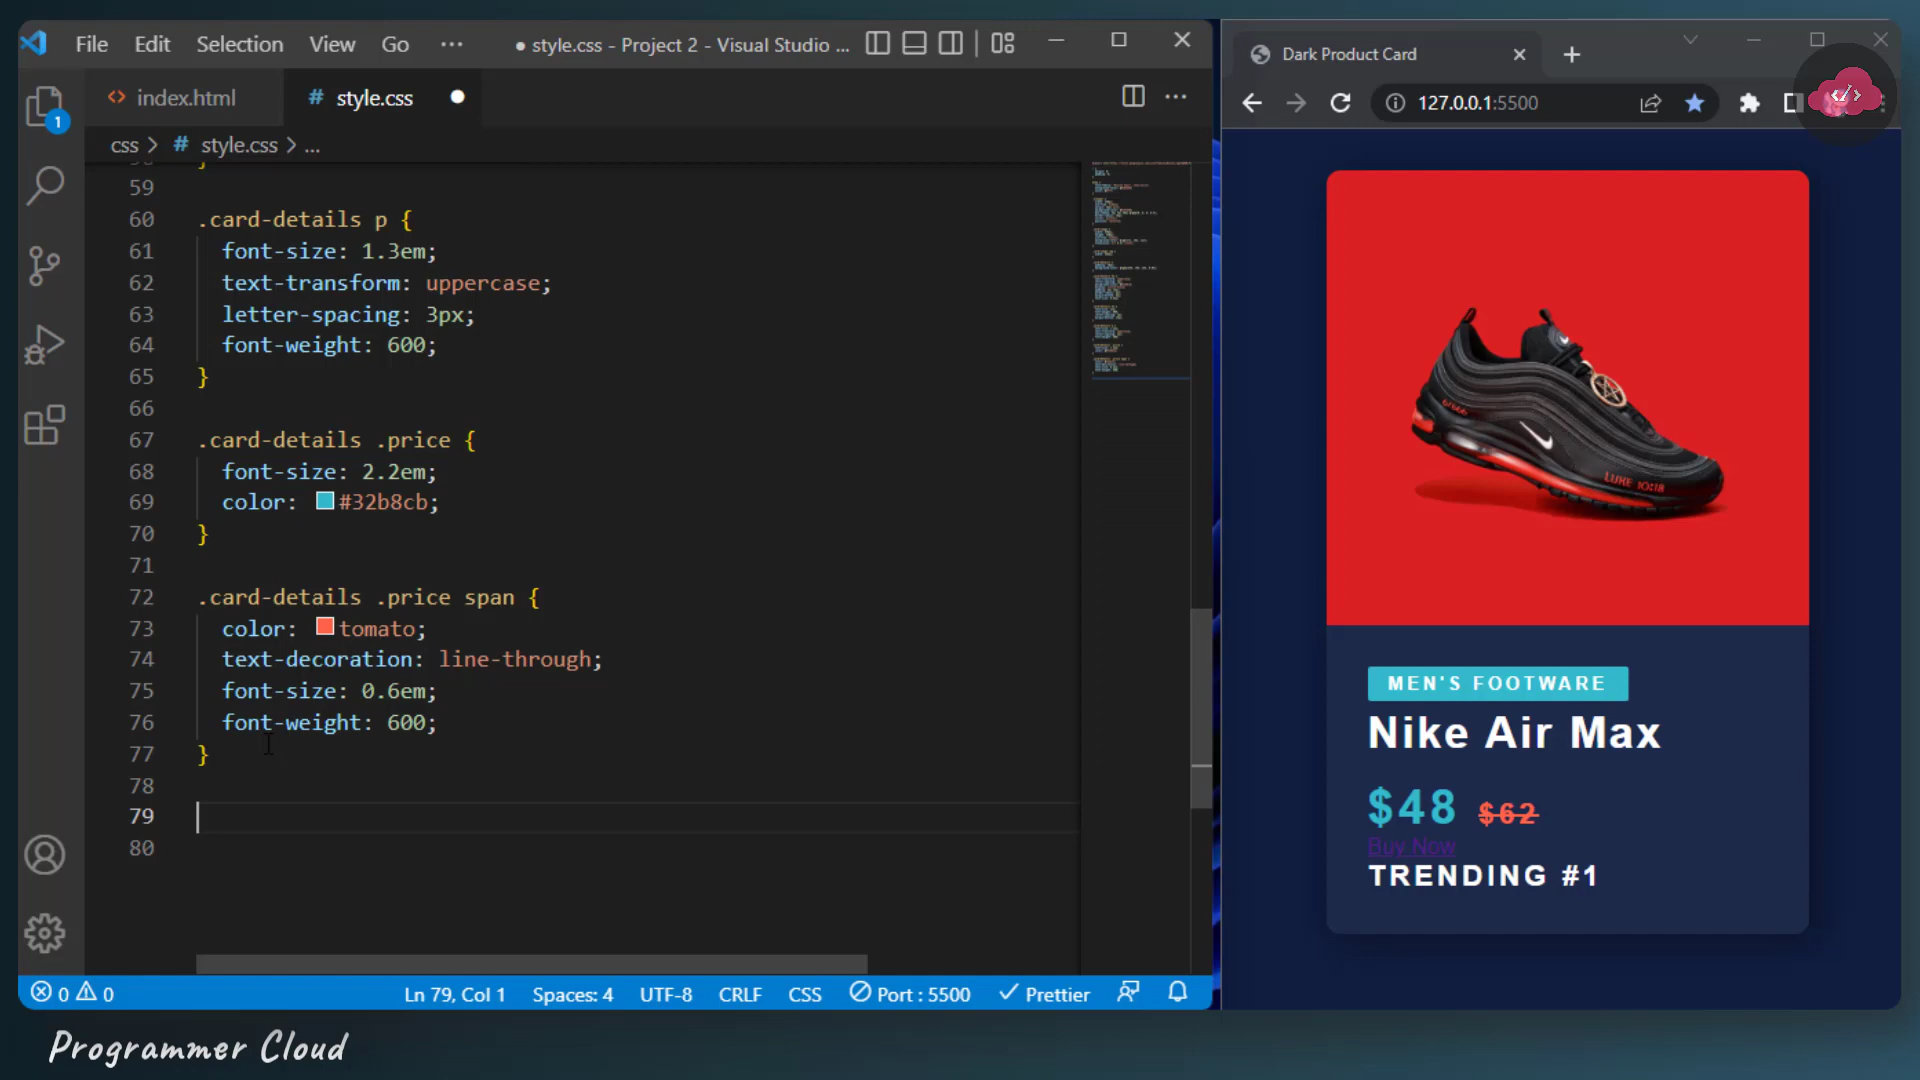 File Edit Selection View Go ···
● style.css - Project 2 - Visual Studio ...
<> index.html
# style.css
css > # style.css > ...
59
60 .card-details p {
61 font-size: 1.3em;
62 text-transform: uppercase;
63 letter-spacing: 3px;
64 font-weight: 600;
65 }
66
67 .card-details .price {
68 font-size: 2.2em;
69 color: #32b8cb;
70 }
71
72 .card-details .price span {
73 color: tomato;
74 text-decoration: line-through;
75 font-size: 0.6em;
76 font-weight: 600;
77 }
78
79
80
1
0 0
Ln 79, Col 1 Spaces: 4 UTF-8 CRLF CSS Port : 5500 Prettier
Programmer Cloud
Dark Product Card
127.0.0.1:5500
</>
LUKE 10:18
MEN'S FOOTWARE
Nike Air Max
$48 $62
Buy Now
TRENDING #1